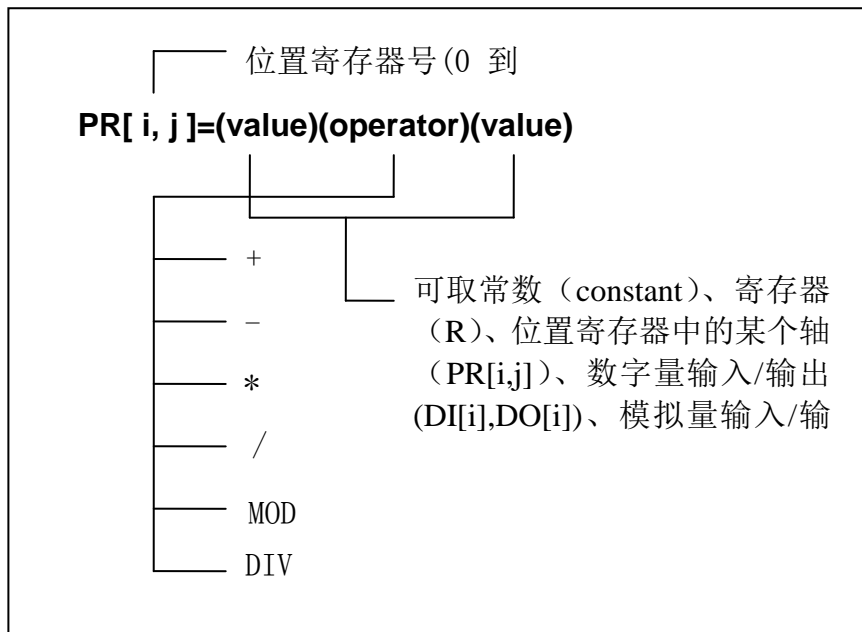 位置寄存器号(0 到
PR[ i, j ]=(value)(operator)(value)
+
−
*
/
MOD
DIV
可取常数（constant）、寄存器
（R）、位置寄存器中的某个轴
（PR[i,j]）、数字量输入/输出
(DI[i],DO[i])、模拟量输入/输